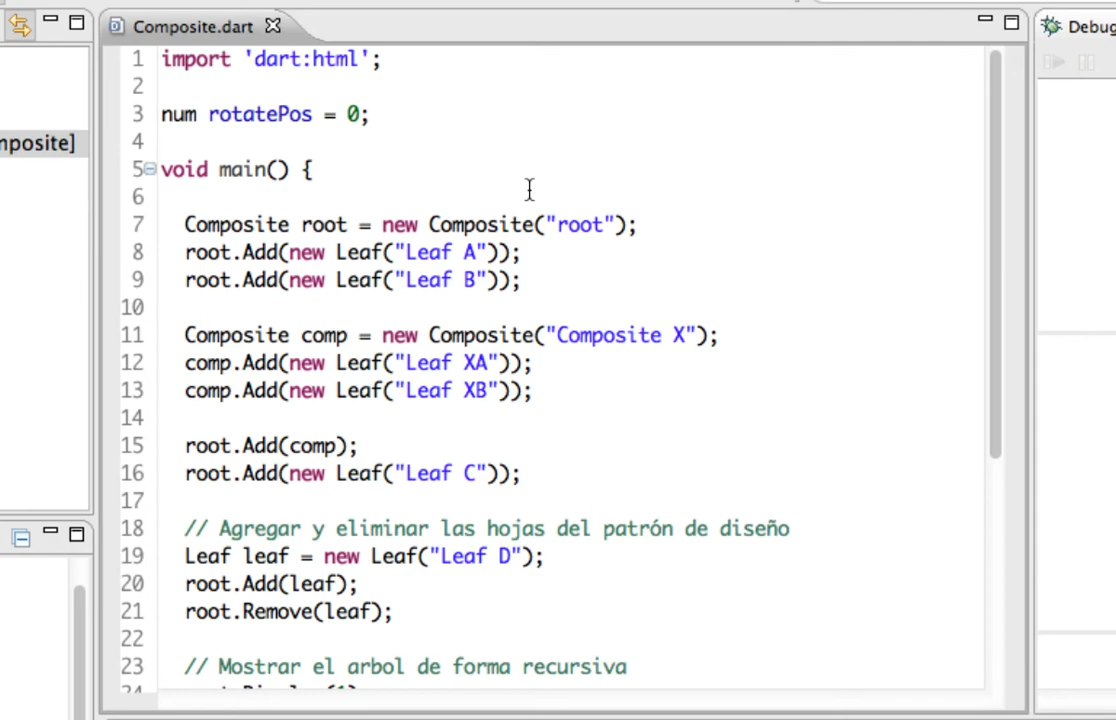 Composite.dart
Debug
mposite]
1 import 'dart:html';
2
3 num rotatePos = 0;
4
5 void main() {
6
7 Composite root = new Composite("root");
8 root.Add(new Leaf("Leaf A"));
9 root.Add(new Leaf("Leaf B"));
10
11 Composite comp = new Composite("Composite X");
12 comp.Add(new Leaf("Leaf XA"));
13 comp.Add(new Leaf("Leaf XB"));
14
15 root.Add(comp);
16 root.Add(new Leaf("Leaf C"));
17
18 // Agregar y eliminar las hojas del patrón de diseño
19 Leaf leaf = new Leaf("Leaf D");
20 root.Add(leaf);
21 root.Remove(leaf);
22
23 // Mostrar el arbol de forma recursiva